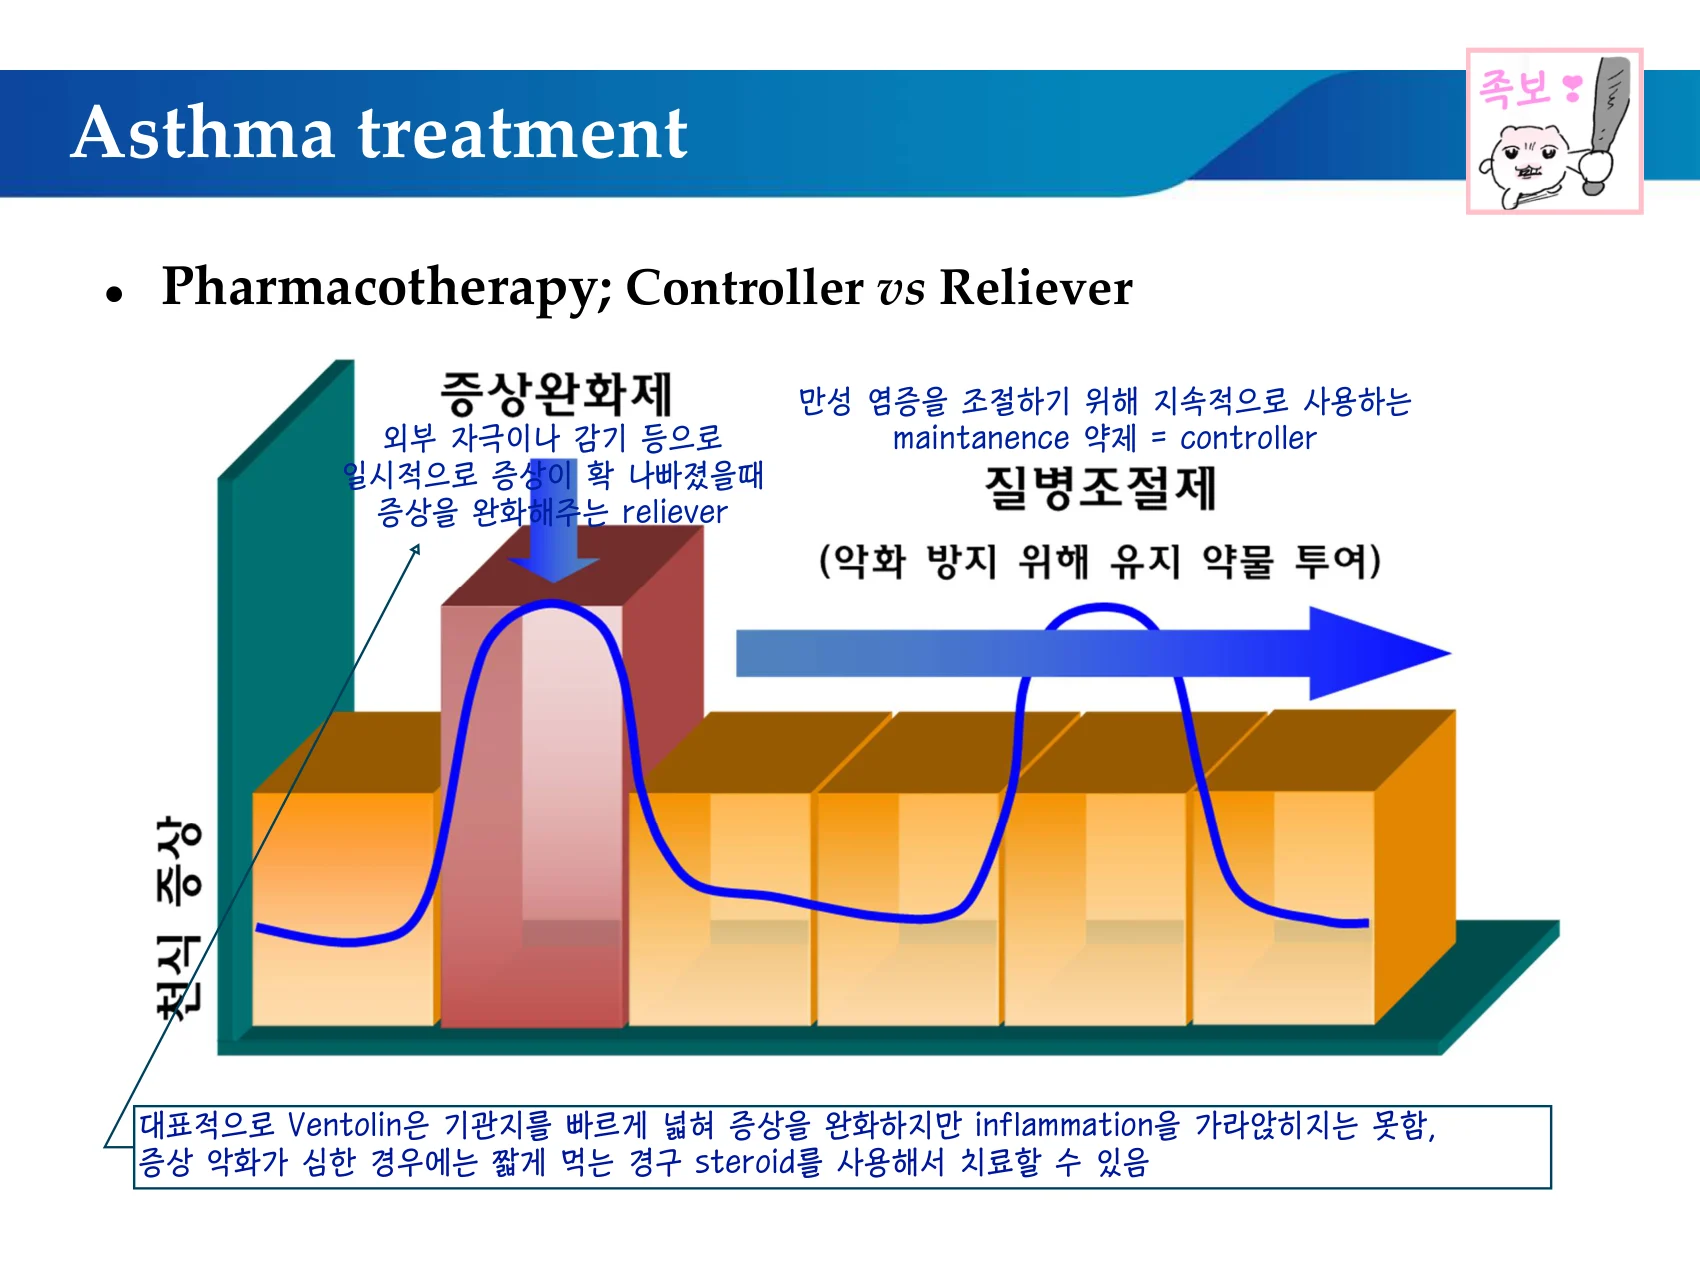 Asthma treatment
족보❣
● Pharmacotherapy; Controller vs Reliever
증상완화제
외부 자극이나 감기 등으로
일시적으로 증상이 확 나빠졌을때
증상을 완화해주는 reliever
만성 염증을 조절하기 위해 지속적으로 사용하는
maintanence 약제 = controller
질병조절제
(악화 방지 위해 유지 약물 투여)
천식 증상
대표적으로 Ventolin은 기관지를 빠르게 넓혀 증상을 완화하지만 inflammation을 가라앉히지는 못함,
증상 악화가 심한 경우에는 짧게 먹는 경구 steroid를 사용해서 치료할 수 있음